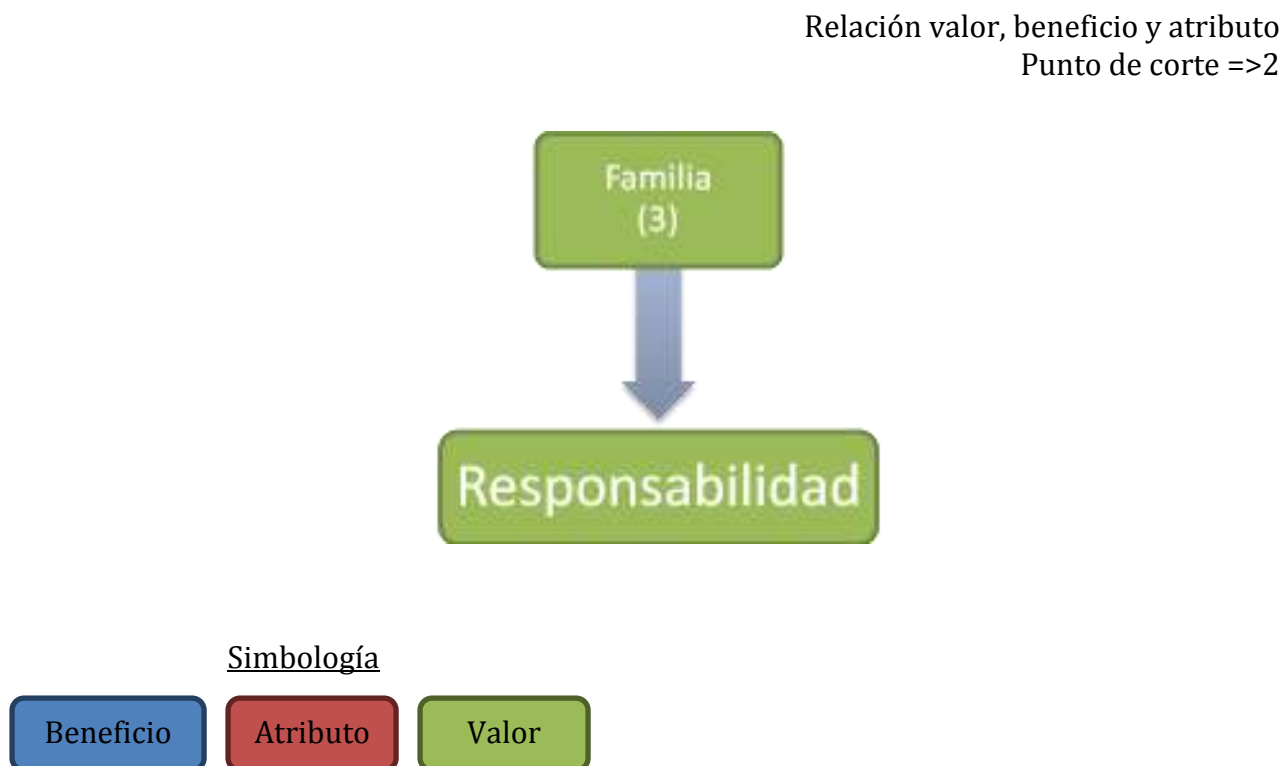 Relación valor, beneficio y atributo
Punto de corte =>2
Familia
(3)
Responsabilidad
Simbología
Beneficio
Atributo
Valor